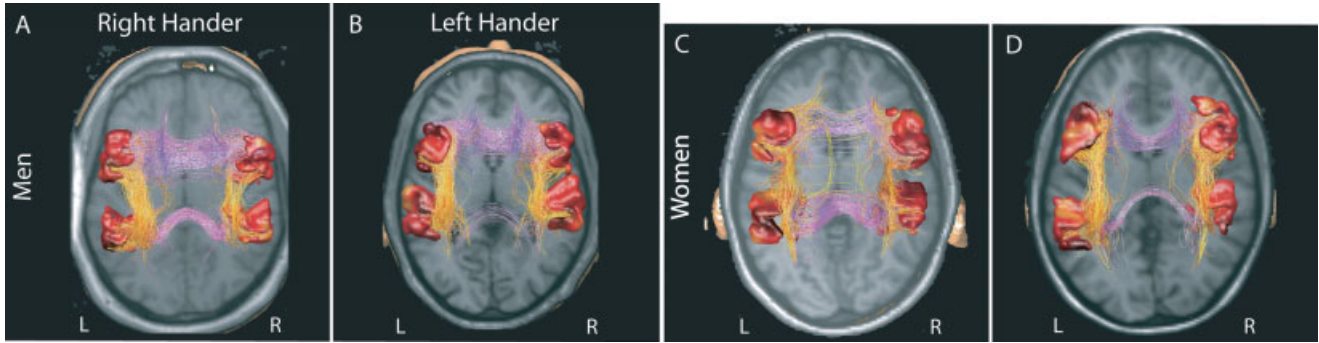 A Right Hander
B Left Hander
C
D
Men
Women
L R
L R
L R
L R